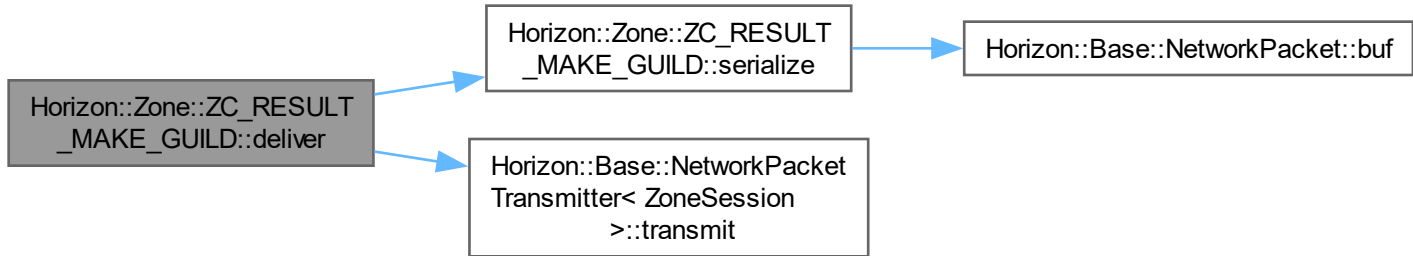 Horizon::Zone::ZC_RESULT
_MAKE_GUILD::deliver
Horizon::Zone::ZC_RESULT
_MAKE_GUILD::serialize
Horizon::Base::NetworkPacket::buf
Horizon::Base::NetworkPacket
Transmitter< ZoneSession
>::transmit